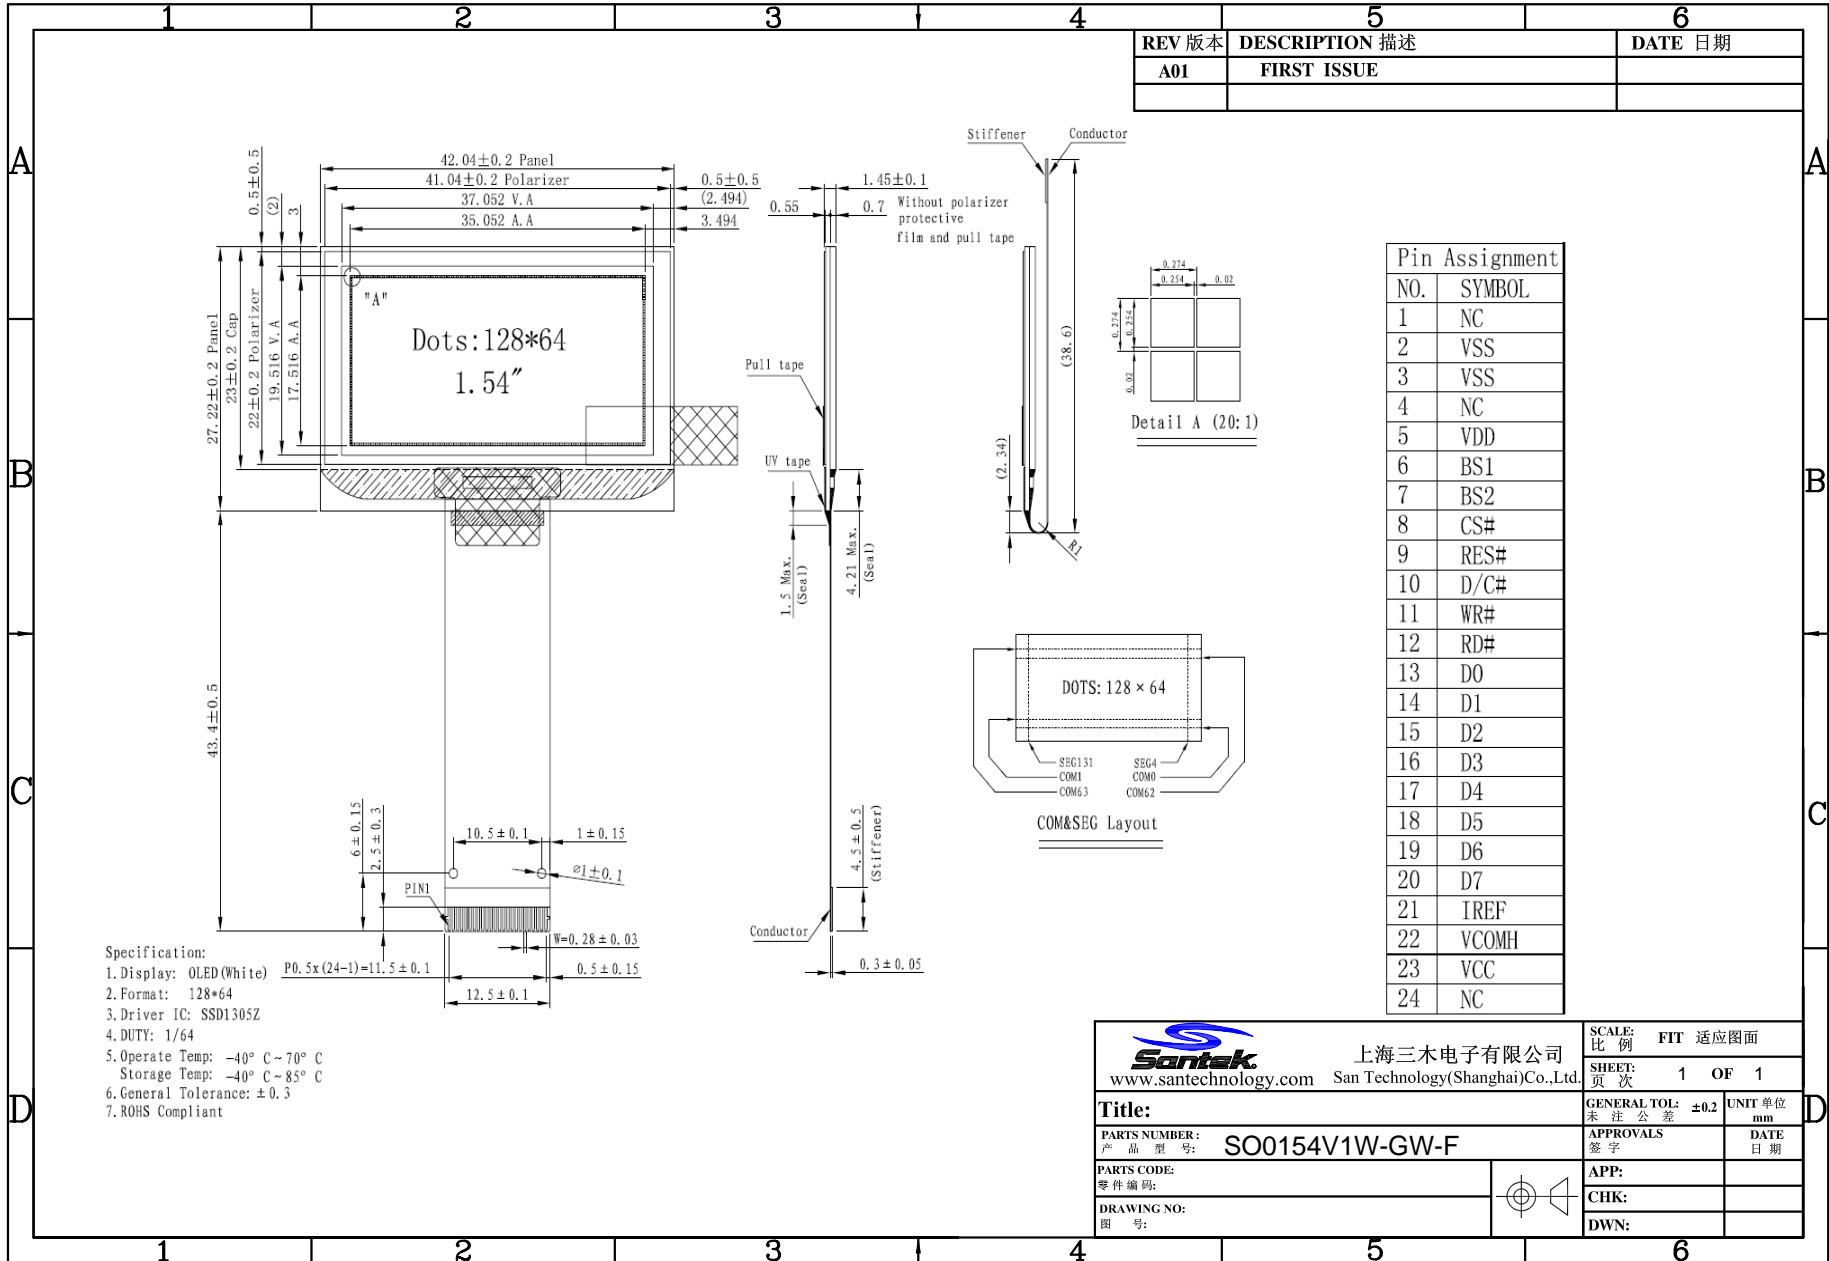 1 2 3 4 5 6
REV 版本 DESCRIPTION 描述 DATE 日期
A01 FIRST ISSUE
A A
B B
C C
D D
42.04±0.2 Panel
41.04±0.2 Polarizer
37.052 V.A
35.052 A.A
0.5±0.5
(2.494)
3.494
0.5±0.5
(2)
3
27.22±0.2 Panel
23±0.2 Cap
22±0.2 Polarizer
19.516 V.A
17.516 A.A
"A"
Dots:128*64
1.54"
43.4±0.5
6±0.15
2.5±0.3
10.5±0.1
1±0.15
ø1±0.1
PIN1
W=0.28±0.03
P0.5x(24-1)=11.5±0.1
0.5±0.15
12.5±0.1
1.45±0.1
0.55
0.7
Without polarizer
protective
film and pull tape
Pull tape
UV tape
1.5 Max.
(Seal)
4.21 Max.
(Seal)
4.5±0.5
(Stiffener)
Conductor
0.3±0.05
Stiffener
Conductor
(38.6)
(2.34)
R1
0.274
0.254
0.02
0.274
0.254
0.02
Detail A (20:1)
DOTS: 128×64
SEG131 SEG4
COM1 COM0
COM63 COM62
COM&SEG Layout
Pin Assignment
NO. SYMBOL
1 NC
2 VSS
3 VSS
4 NC
5 VDD
6 BS1
7 BS2
8 CS#
9 RES#
10 D/C#
11 WR#
12 RD#
13 D0
14 D1
15 D2
16 D3
17 D4
18 D5
19 D6
20 D7
21 IREF
22 VCOMH
23 VCC
24 NC
Specification:
1.Display: OLED(White)
2.Format: 128*64
3.Driver IC: SSD1305Z
4.DUTY: 1/64
5.Operate Temp: -40° C~70° C
Storage Temp: -40° C~85° C
6.General Tolerance:±0.3
7.ROHS Compliant
Santek.
www.santechnology.com
上海三木电子有限公司
San Technology(Shanghai)Co.,Ltd.
SCALE: FIT 适应图面
比 例
SHEET: 1 OF 1
页 次
Title:
GENERAL TOL: ±0.2
未 注 公 差
UNIT 单位
mm
PARTS NUMBER: SO0154V1W-GW-F
产 品 型 号:
APPROVALS
签 字
DATE
日 期
PARTS CODE:
零件编码:
APP:
CHK:
DRAWING NO:
图 号:
DWN:
1 2 3 4 5 6